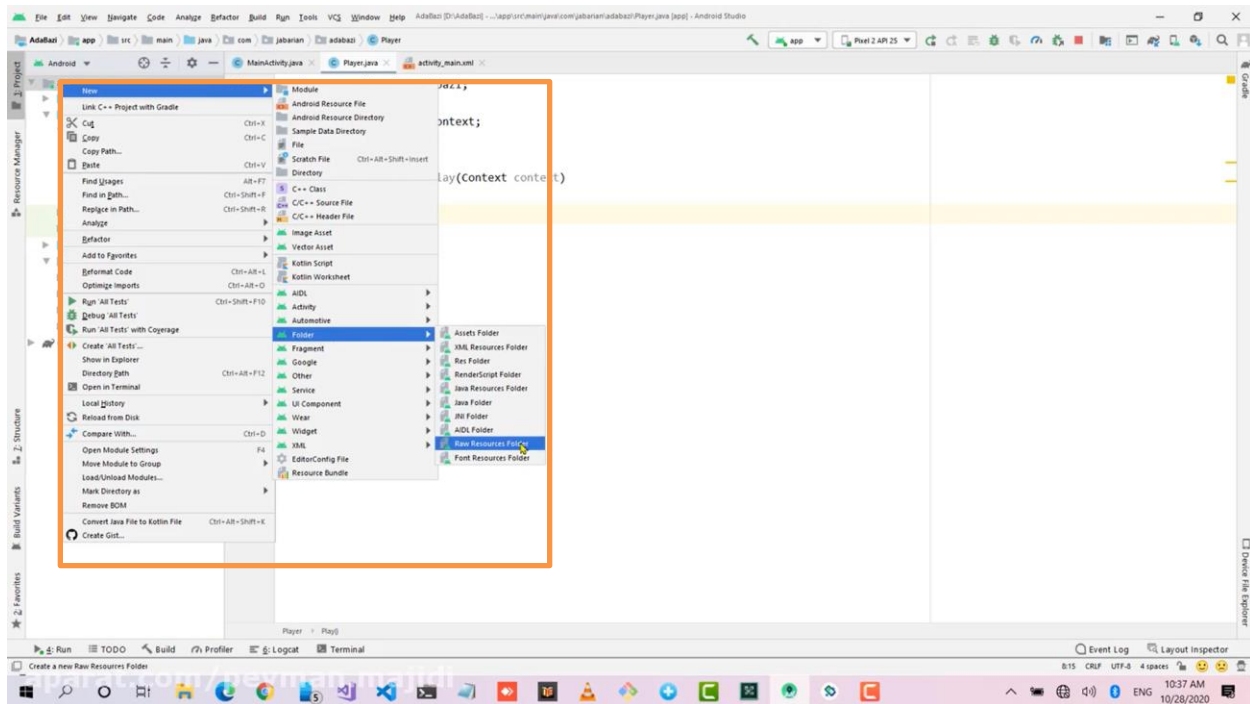 File Edit View Navigate Code Analyze Refactor Build Run Tools VCS Window Help AdaBazi [D:\AdaBazi] - ...\app\src\main\java\com\jabarian\adabazi\Player.java [app] - Android Studio
AdaBazi app src main java com jabarian adabazi Player
app Pixel 2 API 25
Android
MainActivity.java Player.java activity_main.xml
1: Project
Resource Manager
Z: Structure
Build Variants
2: Favorites
Gradle
Device File Explorer
New
Link C++ Project with Gradle
Cut Ctrl+X
Copy Ctrl+C
Copy Path...
Paste Ctrl+V
Find Usages Alt+F7
Find in Path... Ctrl+Shift+F
Replace in Path... Ctrl+Shift+R
Analyze
Refactor
Add to Favorites
Reformat Code Ctrl+Alt+L
Optimize Imports Ctrl+Alt+O
Run 'All Tests' Ctrl+Shift+F10
Debug 'All Tests'
Run 'All Tests' with Coverage
Create 'All Tests'...
Show in Explorer
Directory Path Ctrl+Alt+F12
Open in Terminal
Local History
Reload from Disk
Compare With... Ctrl+D
Open Module Settings F4
Move Module to Group
Load/Unload Modules...
Mark Directory as
Remove BOM
Convert Java File to Kotlin File Ctrl+Alt+Shift+K
Create Gist...
Module
Android Resource File
Android Resource Directory
Sample Data Directory
File
Scratch File Ctrl+Alt+Shift+Insert
Directory
C++ Class
C/C++ Source File
C/C++ Header File
Image Asset
Vector Asset
Kotlin Script
Kotlin Worksheet
AIDL
Activity
Automotive
Folder
Fragment
Google
Other
Service
UI Component
Wear
Widget
XML
EditorConfig File
Resource Bundle
Assets Folder
XML Resources Folder
Res Folder
RenderScript Folder
Java Resources Folder
Java Folder
JNI Folder
AIDL Folder
Raw Resources Folder
Font Resources Folder
ontext;
lay(Context context)
Player Play()
4: Run TODO Build Profiler 6: Logcat Terminal Event Log Layout Inspector
Create a new Raw Resources Folder 8:15 CRLF UTF-8 4 spaces
ENG 10:37 AM
10/28/2020